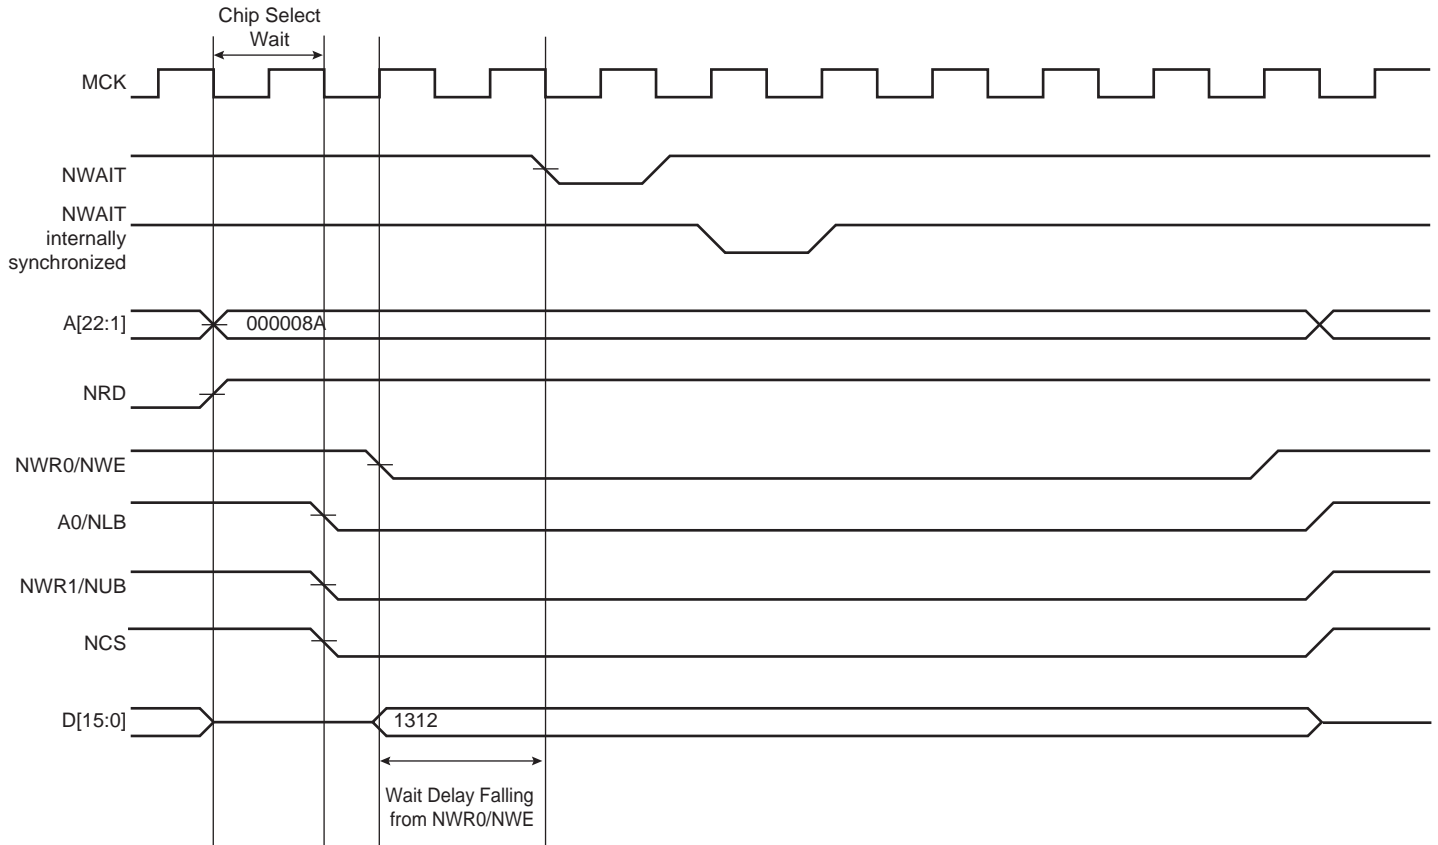 Chip Select
Wait
MCK
NWAIT
NWAIT
internally
synchronized
A[22:1]
000008A
NRD
NWR0/NWE
A0/NLB
NWR1/NUB
NCS
D[15:0]
1312
Wait Delay Falling
from NWR0/NWE